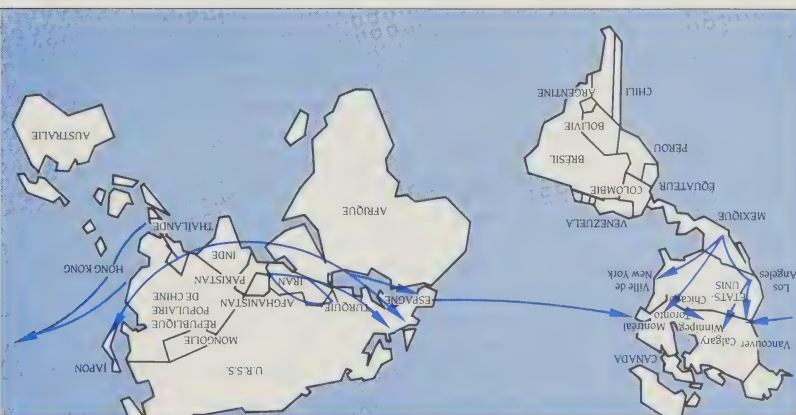 CANADA
Vancouver
Calgary
Winnipeg
Montréal
Toronto
Chicago
ÉTATS-
UNIS
Los
Angeles
Ville de
New York
MEXIQUE
VENEZUELA
COLOMBIE
ÉQUATEUR
PÉROU
BRÉSIL
BOLIVIE
CHILI
ARGENTINE
U.R.S.S.
MONGOLIE
JAPON
RÉPUBLIQUE
POPULAIRE
DE CHINE
ESPAGNE
TURQUIE
AFGHANISTAN
IRAN
PAKISTAN
INDE
HONG KONG
THAÏLANDE
AFRIQUE
AUSTRALIE